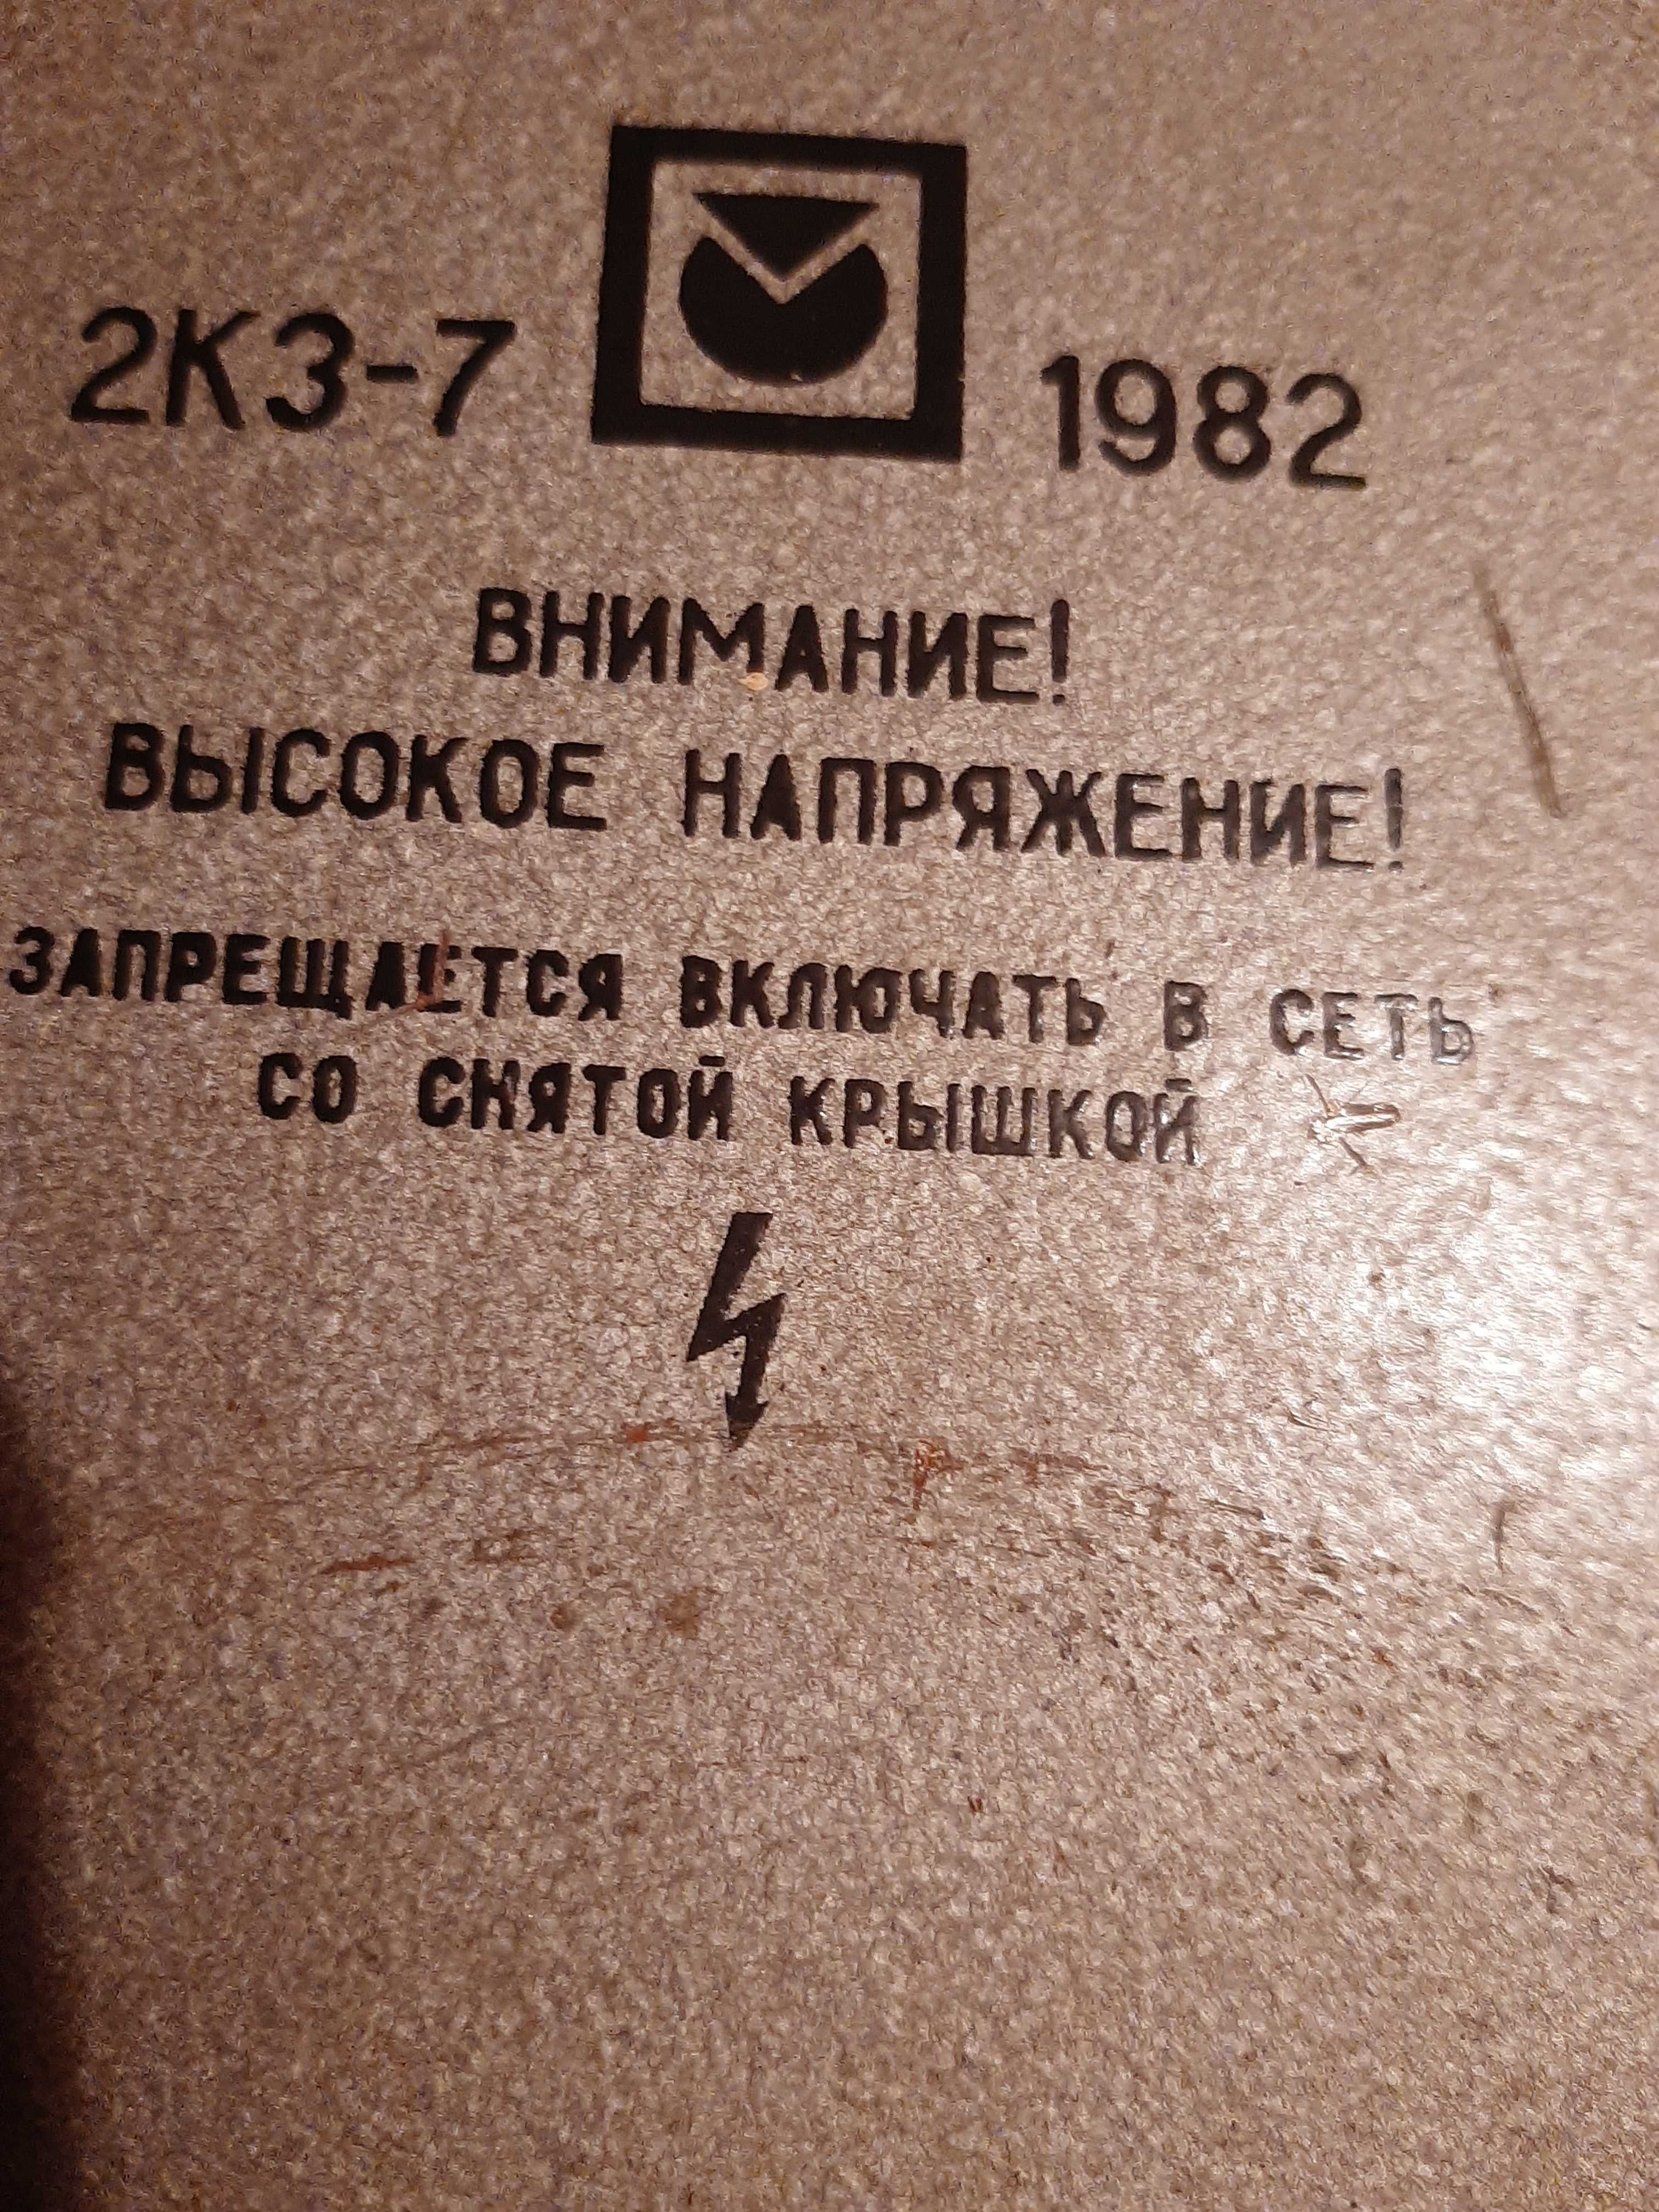 2К3-7 1982
ВНИМАНИЕ!
ВЫСОКОЕ НАПРЯЖЕНИЕ!
ЗАПРЕЩАЕТСЯ ВКЛЮЧАТЬ В СЕТЬ
СО СНЯТОЙ КРЫШКОЙ